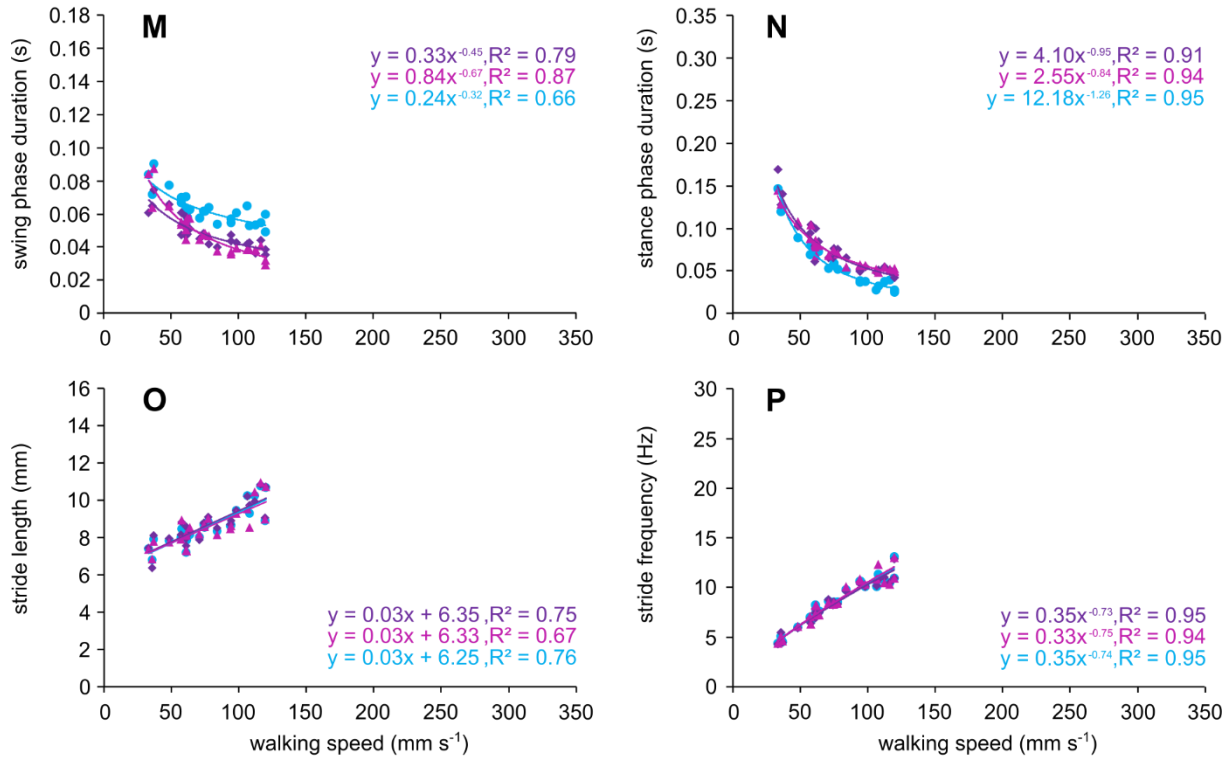 M
swing phase duration (s)
0.18
0.16
0.14
0.12
0.10
0.08
0.06
0.04
0.02
0
y = 0.33x^-0.45, R² = 0.79
y = 0.84x^-0.67, R² = 0.87
y = 0.24x^-0.32, R² = 0.66
0 50 100 150 200 250 300 350
N
stance phase duration (s)
0.35
0.30
0.25
0.20
0.15
0.10
0.05
0
y = 4.10x^-0.95, R² = 0.91
y = 2.55x^-0.84, R² = 0.94
y = 12.18x^-1.26, R² = 0.95
0 50 100 150 200 250 300 350
O
stride length (mm)
16
14
12
10
8
6
4
2
0
y = 0.03x + 6.35 ,R² = 0.75
y = 0.03x + 6.33 ,R² = 0.67
y = 0.03x + 6.25 ,R² = 0.76
0 50 100 150 200 250 300 350
walking speed (mm s⁻¹)
P
stride frequency (Hz)
30
25
20
15
10
5
0
y = 0.35x^-0.73, R² = 0.95
y = 0.33x^-0.75, R² = 0.94
y = 0.35x^-0.74, R² = 0.95
0 50 100 150 200 250 300 350
walking speed (mm s⁻¹)